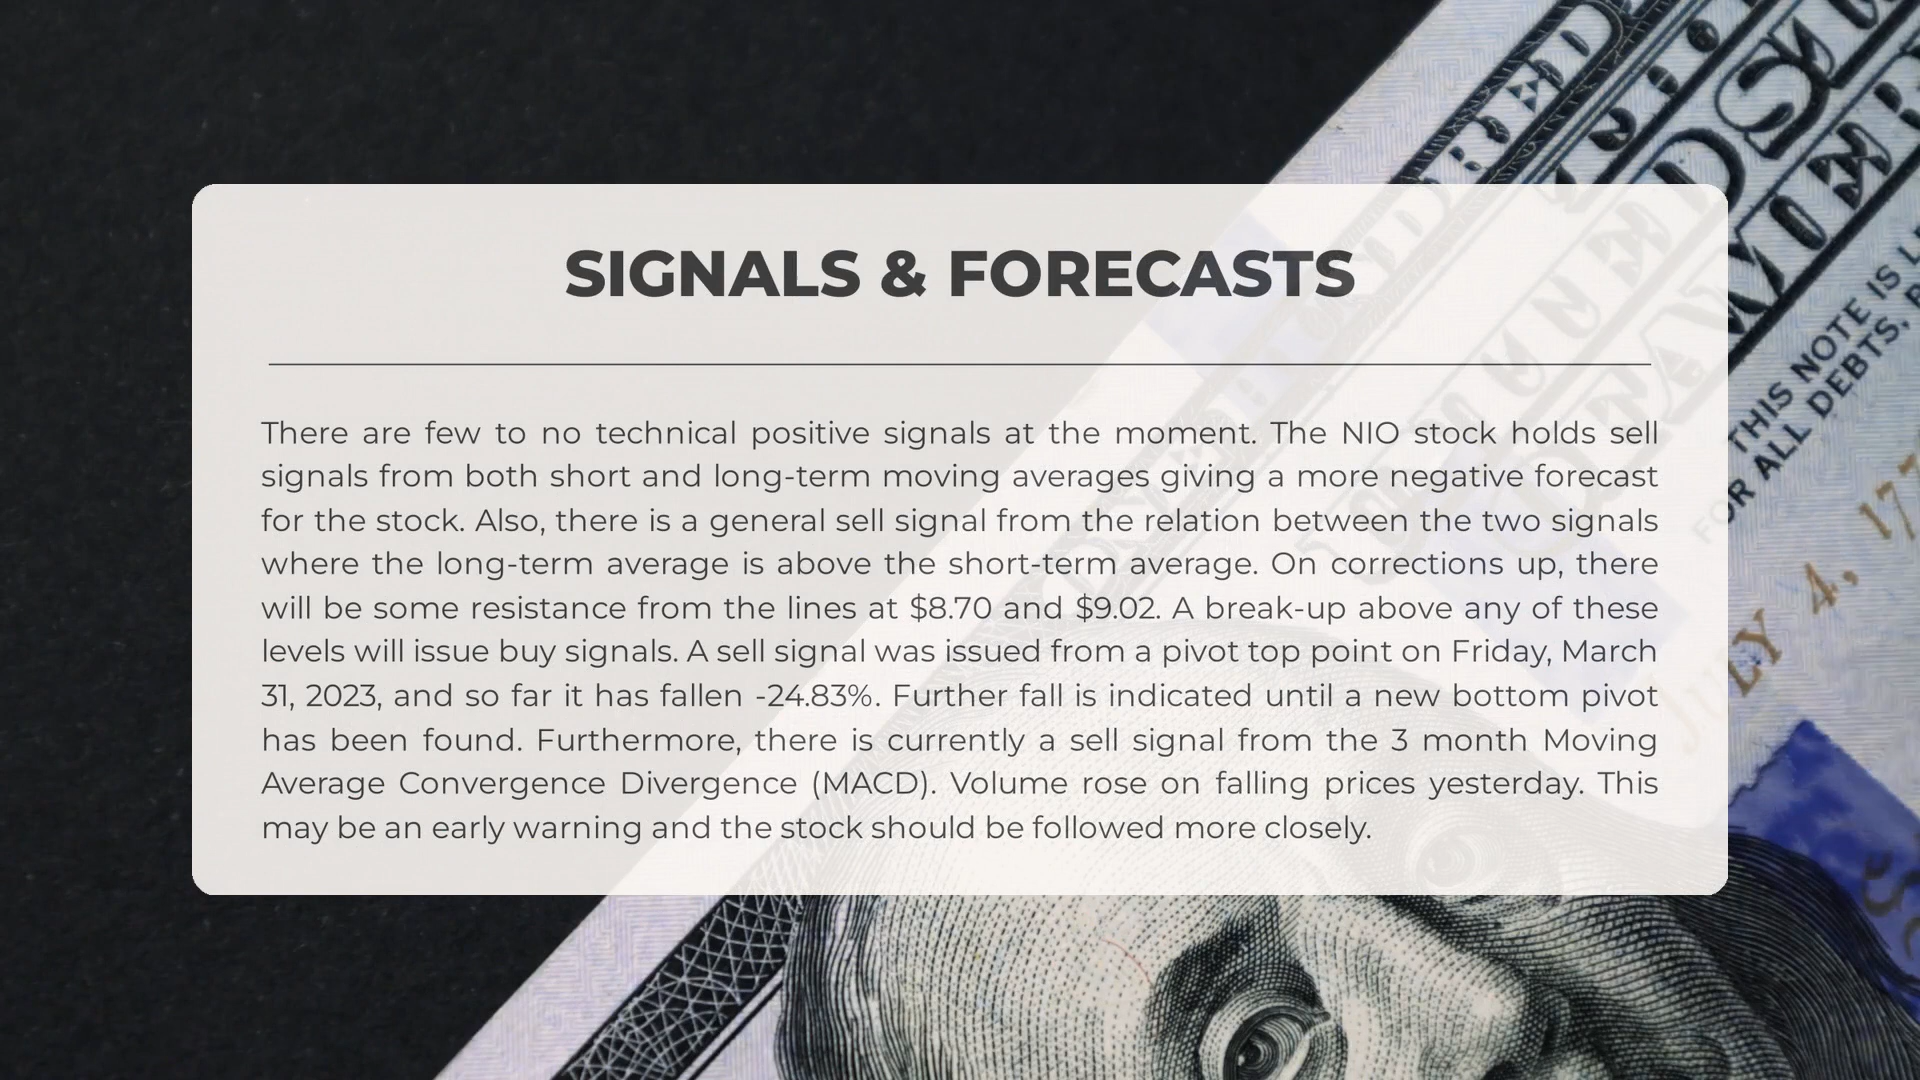 SIGNALS & FORECASTS
There are few to no technical positive signals at the moment. The NIO stock holds sell
signals from both short and long-term moving averages giving a more negative forecast
for the stock. Also, there is a general sell signal from the relation between the two signals
where the long-term average is above the short-term average. On corrections up, there
will be some resistance from the lines at $8.70 and $9.02. A break-up above any of these
levels will issue buy signals. A sell signal was issued from a pivot top point on Friday, March
31, 2023, and so far it has fallen -24.83%. Further fall is indicated until a new bottom pivot
has been found. Furthermore, there is currently a sell signal from the 3 month Moving
Average Convergence Divergence (MACD). Volume rose on falling prices yesterday. This
may be an early warning and the stock should be followed more closely.
THIS NOTE IS
FOR ALL DEBTS,
JULY 4,